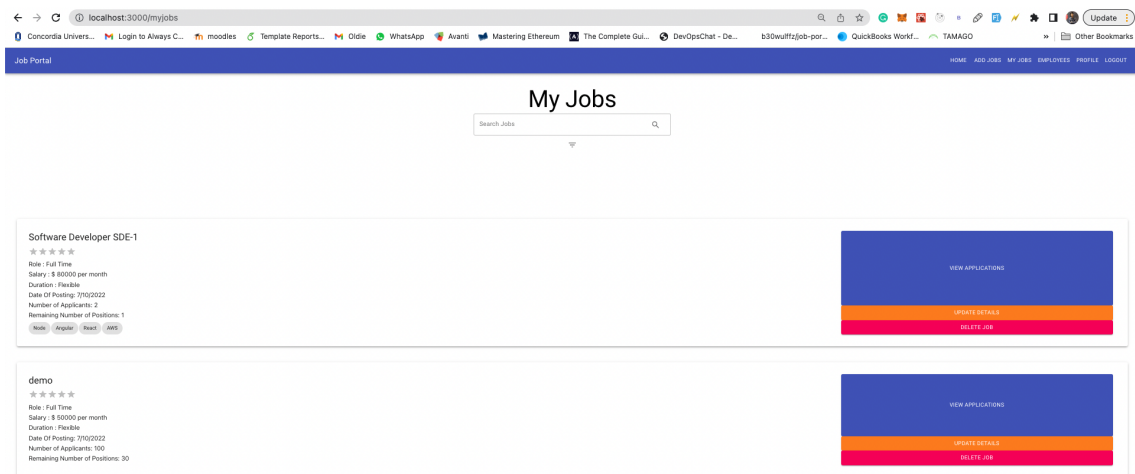 localhost:3000/myjobs
Update
Concordia Univers... Login to Always C... moodles Template Reports... Oldie WhatsApp Avanti Mastering Ethereum The Complete Gui... DevOpsChat - De... b30wulffz/job-por... QuickBooks Workf... TAMAGO » Other Bookmarks
Job Portal HOME ADD JOBS MY JOBS EMPLOYEES PROFILE LOGOUT
My Jobs
Search Jobs
Software Developer SDE-1
Role : Full Time
Salary : $ 80000 per month
Duration : Flexible
Date Of Posting: 7/10/2022
Number of Applicants: 2
Remaining Number of Positions: 1
Node Angular React AWS
VIEW APPLICATIONS
UPDATE DETAILS
DELETE JOB
demo
Role : Full Time
Salary : $ 50000 per month
Duration : Flexible
Date Of Posting: 7/10/2022
Number of Applicants: 100
Remaining Number of Positions: 30
VIEW APPLICATIONS
UPDATE DETAILS
DELETE JOB